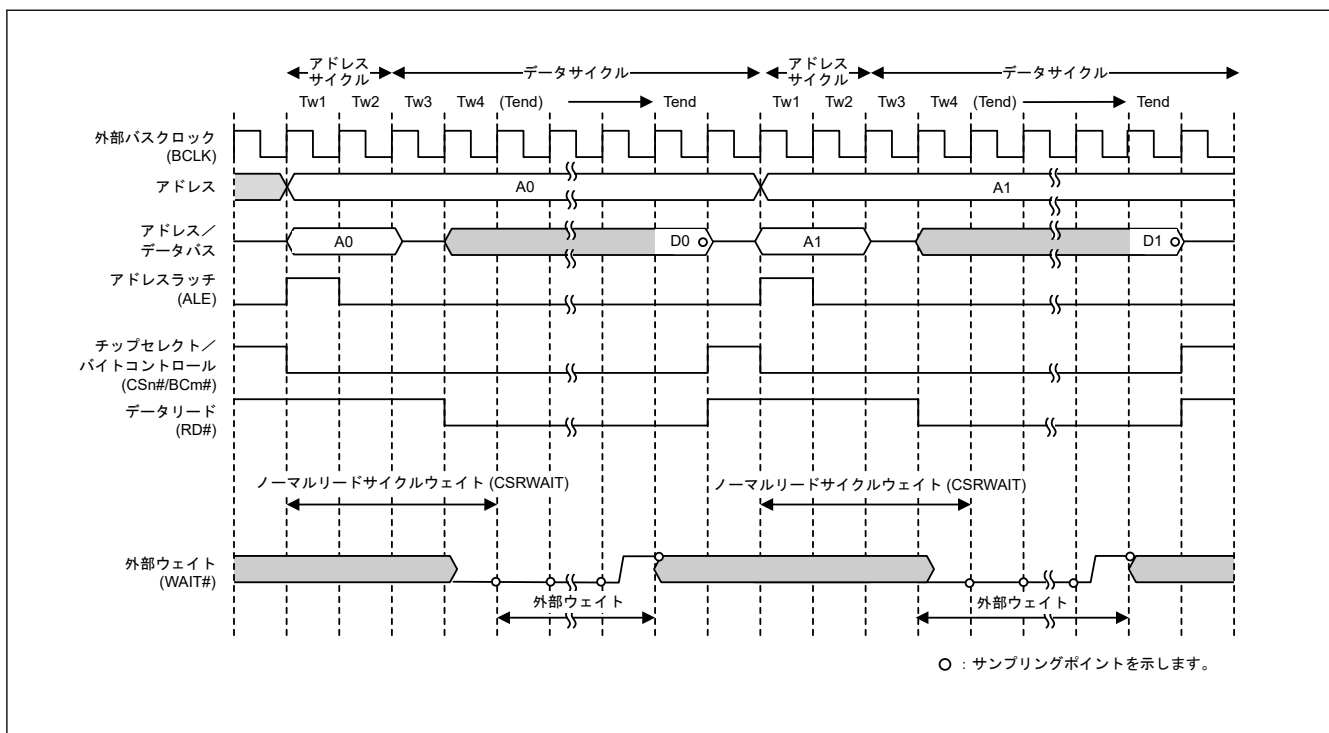 アドレス
サイクル
データサイクル
アドレス
サイクル
データサイクル
Tw1 Tw2 Tw3 Tw4 (Tend) Tend Tw1 Tw2 Tw3 Tw4 (Tend) Tend
外部バスクロック
(BCLK)
アドレス A0 A1
アドレス／
データバス
A0 D0 A1 D1
アドレスラッチ
(ALE)
チップセレクト／
バイトコントロール
(CSn#/BCm#)
データリード
(RD#)
ノーマルリードサイクルウェイト (CSRWAIT) ノーマルリードサイクルウェイト (CSRWAIT)
外部ウェイト
(WAIT#)
外部ウェイト 外部ウェイト
：サンプリングポイントを示します。